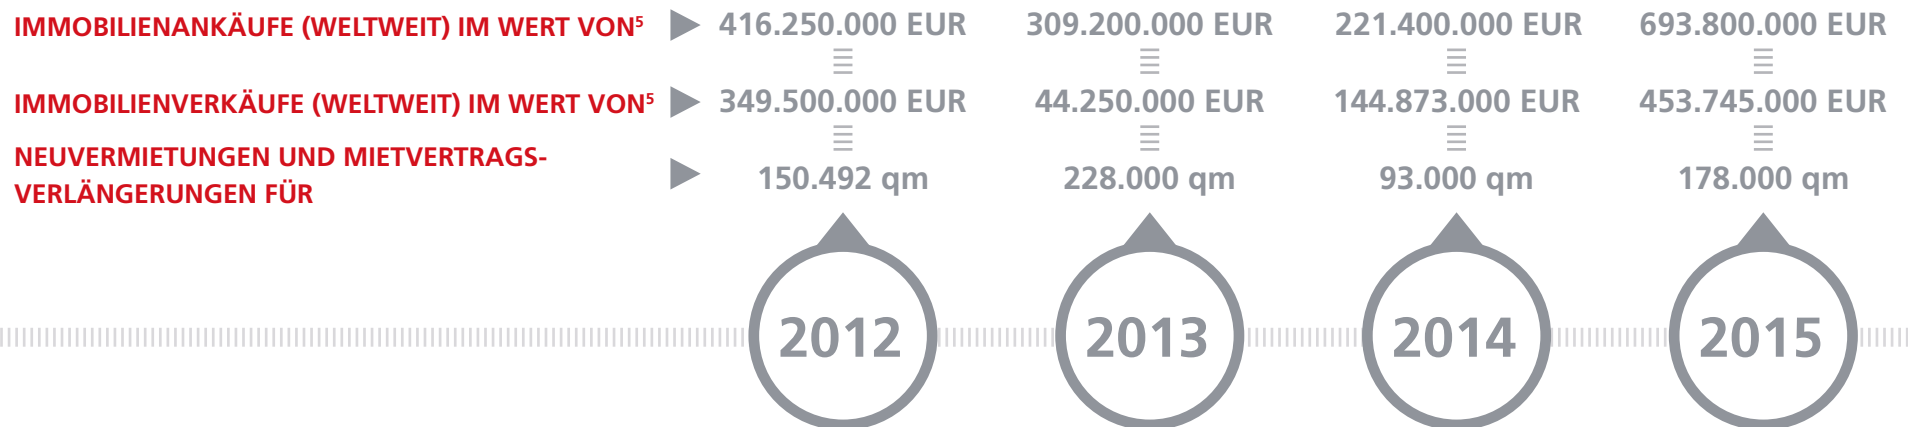 IMMOBILIENANKÄUFE (WELTWEIT) IM WERT VON⁵ 416.250.000 EUR 309.200.000 EUR 221.400.000 EUR 693.800.000 EUR
IMMOBILIENVERKÄUFE (WELTWEIT) IM WERT VON⁵ 349.500.000 EUR 44.250.000 EUR 144.873.000 EUR 453.745.000 EUR
NEUVERMIETUNGEN UND MIETVERTRAGS-
VERLÄNGERUNGEN FÜR 150.492 qm 228.000 qm 93.000 qm 178.000 qm
2012 2013 2014 2015